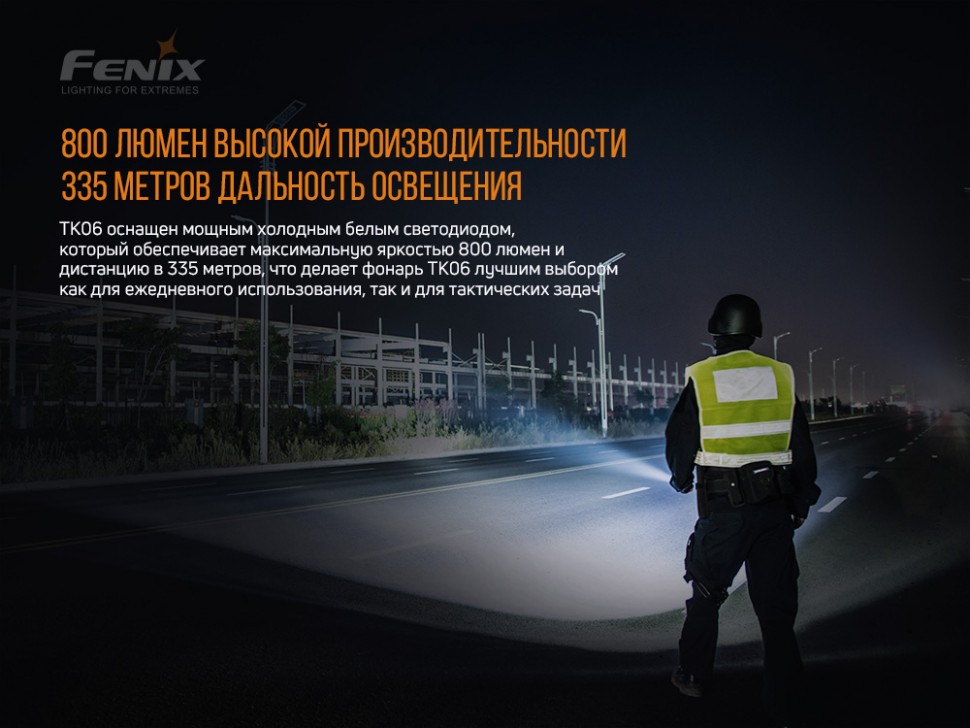 FENIX
LIGHTING FOR EXTREMES
800 ЛЮМЕН ВЫСОКОЙ ПРОИЗВОДИТЕЛЬНОСТИ
335 МЕТРОВ ДАЛЬНОСТЬ ОСВЕЩЕНИЯ
TK06 оснащен мощным холодным белым светодиодом,
который обеспечивает максимальную яркостью 800 люмен и
дистанцию в 335 метров, что делает фонарь TK06 лучшим выбором
как для ежедневного использования, так и для тактических задач